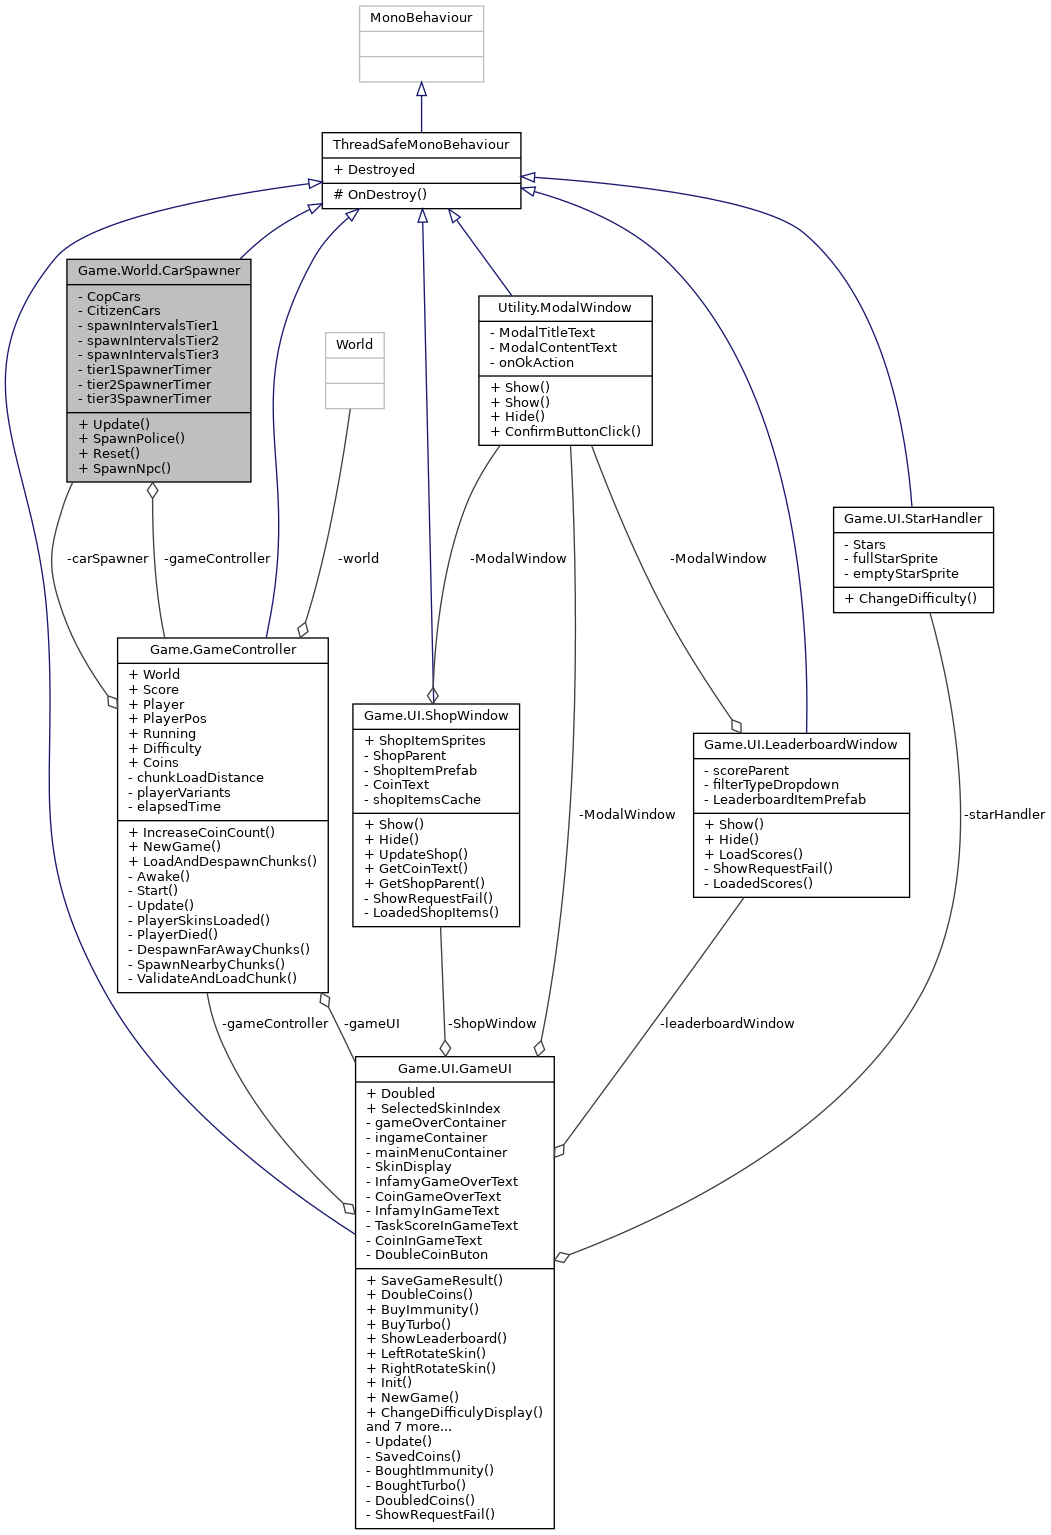 MonoBehaviour
ThreadSafeMonoBehaviour
+ Destroyed
# OnDestroy()
Game.World.CarSpawner
- CopCars
- CitizenCars
- spawnIntervalsTier1
- spawnIntervalsTier2
- spawnIntervalsTier3
- tier1SpawnerTimer
- tier2SpawnerTimer
- tier3SpawnerTimer
+ Update()
+ SpawnPolice()
+ Reset()
+ SpawnNpc()
Utility.ModalWindow
- ModalTitleText
- ModalContentText
- onOkAction
+ Show()
+ Show()
+ Hide()
+ ConfirmButtonClick()
World
Game.UI.StarHandler
- Stars
- fullStarSprite
- emptyStarSprite
+ ChangeDifficulty()
-carSpawner
-gameController
-world
-ModalWindow
-ModalWindow
Game.GameController
+ World
+ Score
+ Player
+ PlayerPos
+ Running
+ Difficulty
+ Coins
- chunkLoadDistance
- playerVariants
- elapsedTime
+ IncreaseCoinCount()
+ NewGame()
+ LoadAndDespawnChunks()
- Awake()
- Start()
- Update()
- PlayerSkinsLoaded()
- PlayerDied()
- DespawnFarAwayChunks()
- SpawnNearbyChunks()
- ValidateAndLoadChunk()
Game.UI.ShopWindow
+ ShopItemSprites
- ShopParent
- ShopItemPrefab
- CoinText
- shopItemsCache
+ Show()
+ Hide()
+ UpdateShop()
+ GetCoinText()
+ GetShopParent()
- ShowRequestFail()
- LoadedShopItems()
-ModalWindow
Game.UI.LeaderboardWindow
- scoreParent
- filterTypeDropdown
- LeaderboardItemPrefab
+ Show()
+ Hide()
+ LoadScores()
- ShowRequestFail()
- LoadedScores()
-starHandler
-gameController
-gameUI
-ShopWindow
-leaderboardWindow
Game.UI.GameUI
+ Doubled
+ SelectedSkinIndex
- gameOverContainer
- ingameContainer
- mainMenuContainer
- SkinDisplay
- InfamyGameOverText
- CoinGameOverText
- InfamyInGameText
- TaskScoreInGameText
- CoinInGameText
- DoubleCoinButon
+ SaveGameResult()
+ DoubleCoins()
+ BuyImmunity()
+ BuyTurbo()
+ ShowLeaderboard()
+ LeftRotateSkin()
+ RightRotateSkin()
+ Init()
+ NewGame()
+ ChangeDifficulyDisplay()
and 7 more...
- Update()
- SavedCoins()
- BoughtImmunity()
- BoughtTurbo()
- DoubledCoins()
- ShowRequestFail()